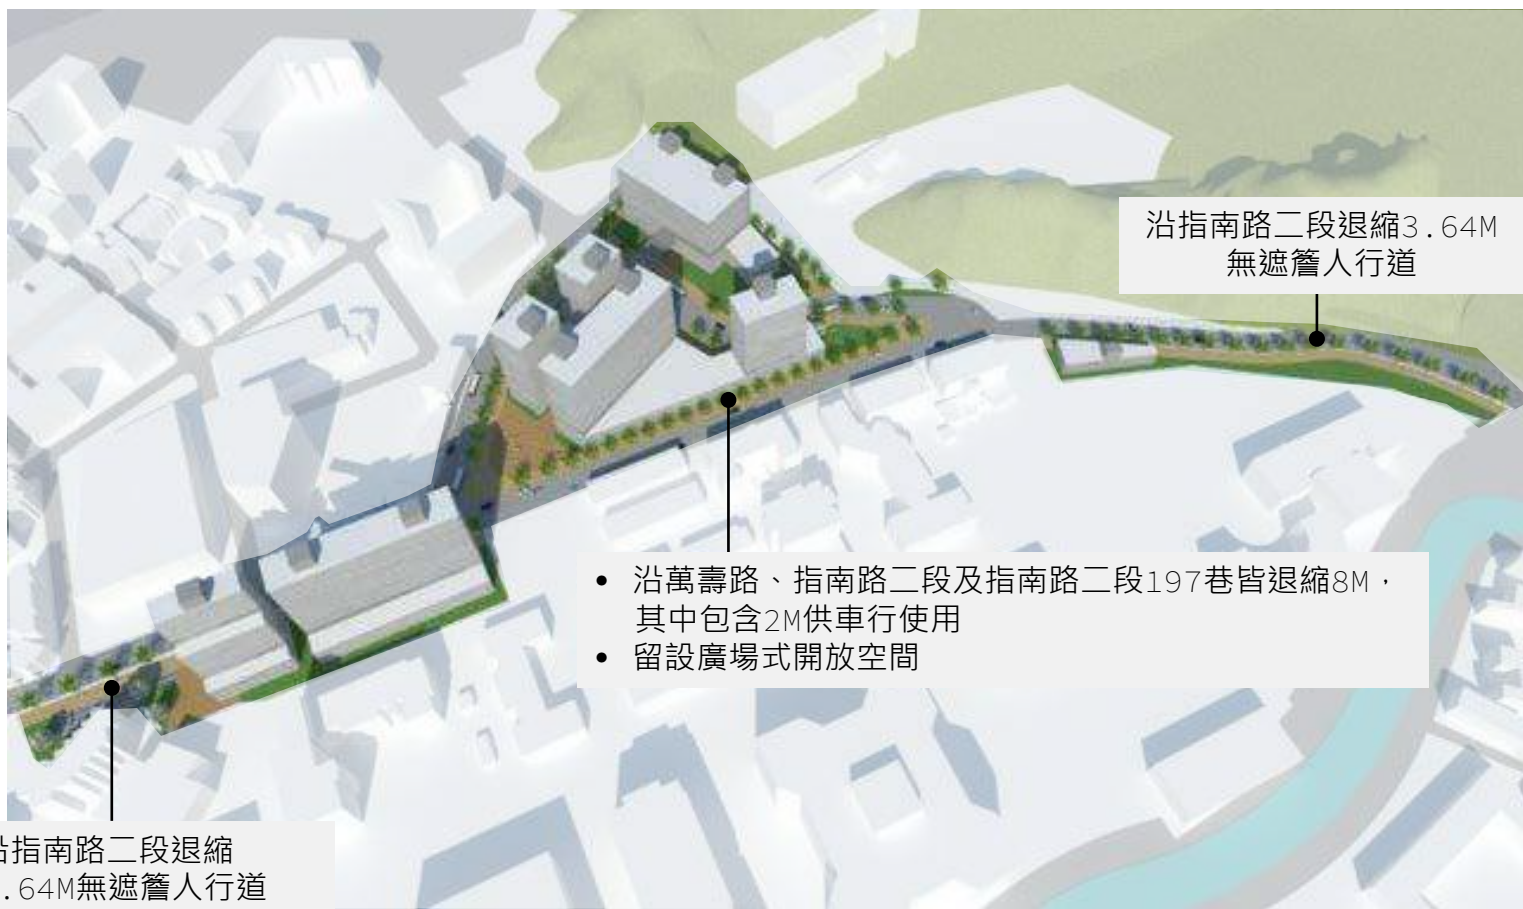 沿指南路二段退縮3.64M
無遮簷人行道
• 沿萬壽路、指南路二段及指南路二段197巷皆退縮8M，
其中包含2M供車行使用
• 留設廣場式開放空間
沿指南路二段退縮
.64M無遮簷人行道